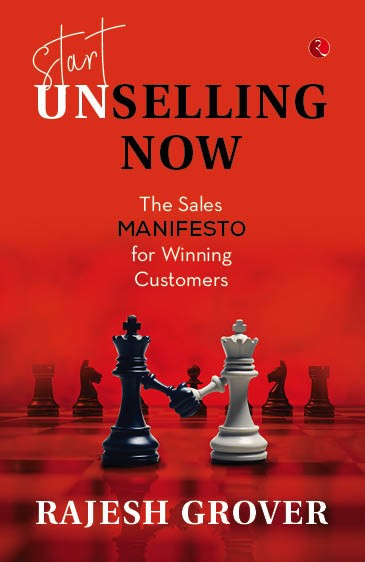 Start
UNSELLING
NOW
The Sales
MANIFESTO
for Winning
Customers
RAJESH GROVER